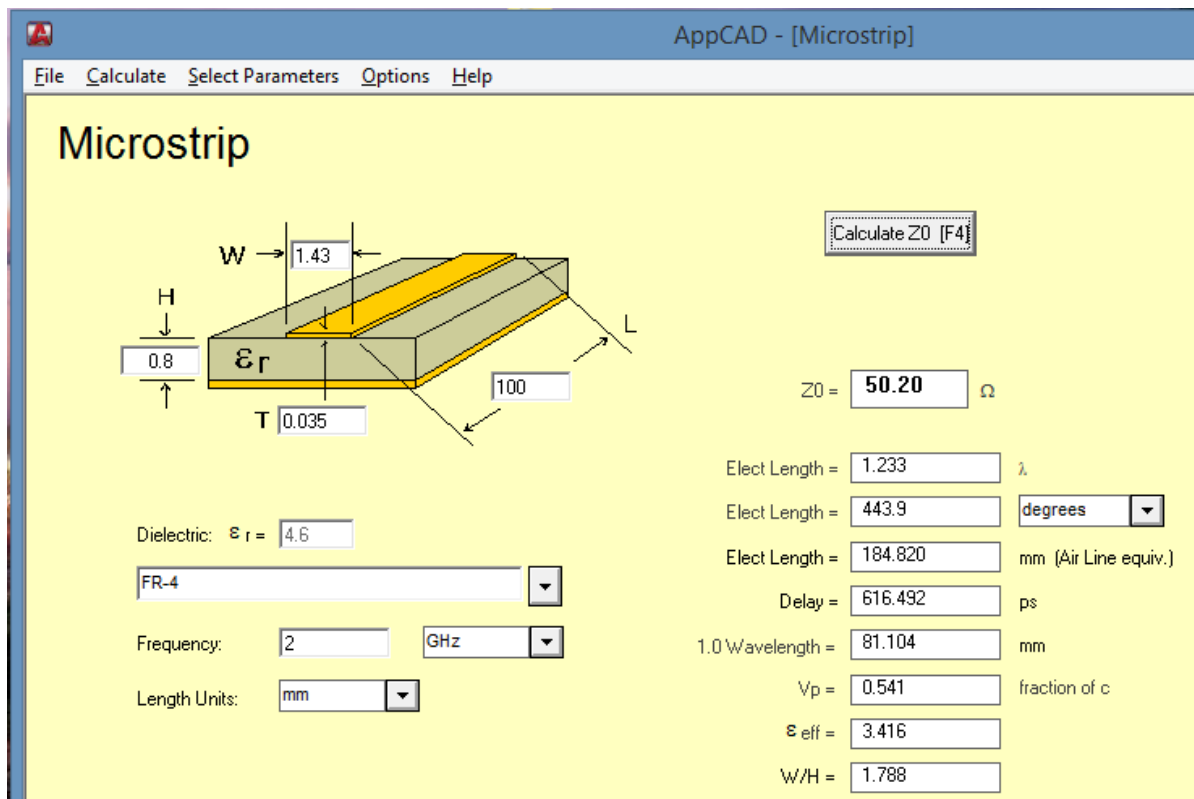 AppCAD - [Microstrip]
File Calculate Select Parameters Options Help
Microstrip
Calculate Z0 [F4]
W 1.43
H
0.8
εr
L
100
T 0.035
Z0 = 50.20 Ω
Elect Length = 1.233 λ
Elect Length = 443.9 degrees
Elect Length = 184.820 mm (Air Line equiv.)
Delay = 616.492 ps
1.0 Wavelength = 81.104 mm
Vp = 0.541 fraction of c
ε eff = 3.416
W/H = 1.788
Dielectric: ε r = 4.6
FR-4
Frequency: 2 GHz
Length Units: mm